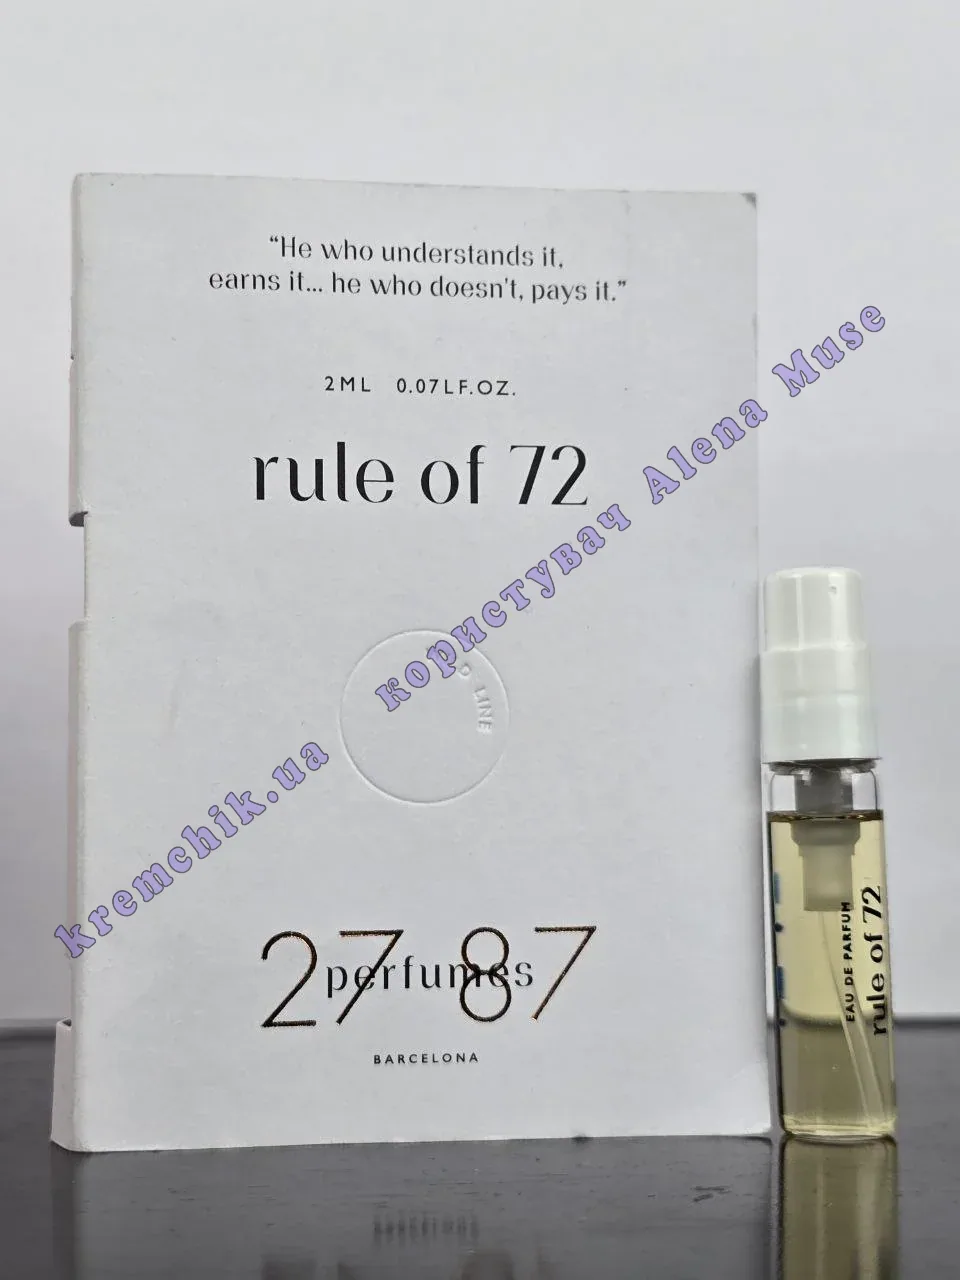 “He who understands it,
earns it... he who doesn't, pays it.”
2ML 0.07LF.OZ.
rule of 72
LINE
27 87
perfumes
BARCELONA
EAU DE PARFUM
rule of 72
kremchik.ua користувач Alena Muse